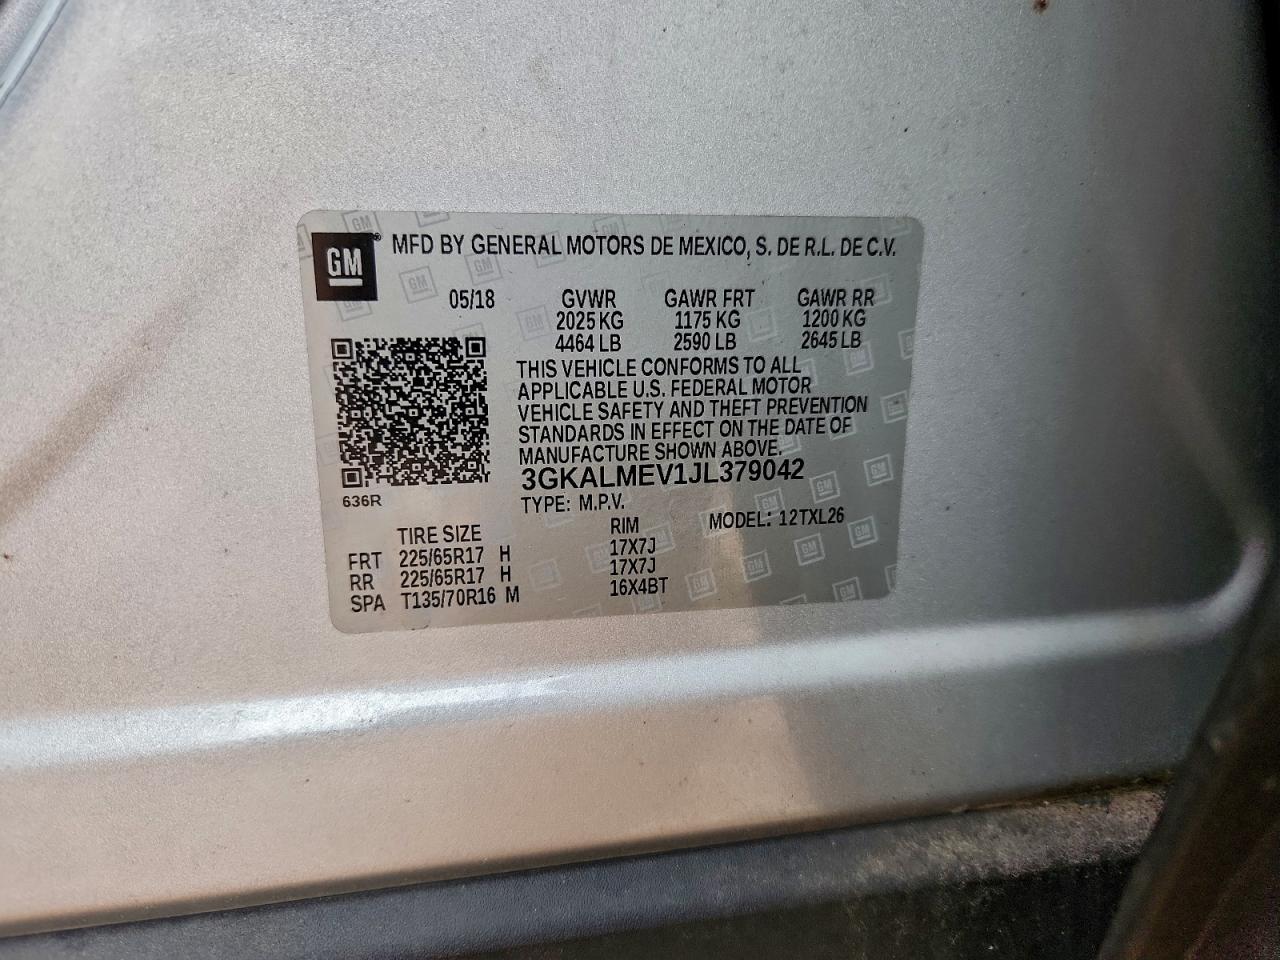 GM® MFD BY GENERAL MOTORS DE MEXICO, S. DE R.L. DE C.V.
05/18 GVWR GAWR FRT GAWR RR
2025 KG 1175 KG 1200 KG
4464 LB 2590 LB 2645 LB
THIS VEHICLE CONFORMS TO ALL
APPLICABLE U.S. FEDERAL MOTOR
VEHICLE SAFETY AND THEFT PREVENTION
STANDARDS IN EFFECT ON THE DATE OF
MANUFACTURE SHOWN ABOVE.
3GKALMEV1JL379042
636R
TYPE: M.P.V.
TIRE SIZE RIM MODEL: 12TXL26
FRT 225/65R17 H 17X7J
RR 225/65R17 H 17X7J
SPA T135/70R16 M 16X4BT